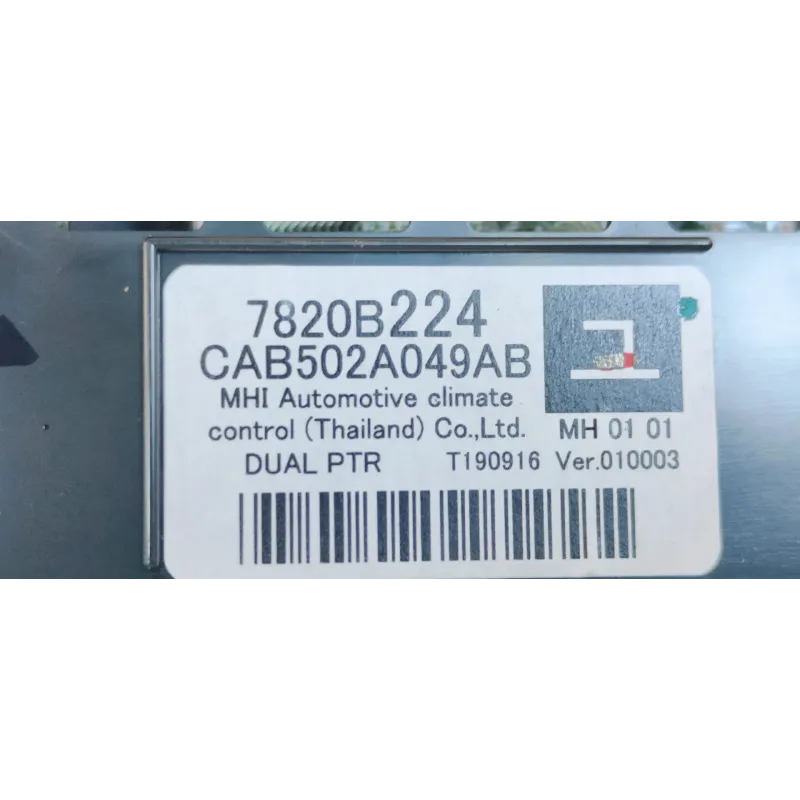 7820B224
CAB502A049AB
MHI Automotive climate
control (Thailand) Co.,Ltd. MH 01 01
DUAL PTR T190916 Ver.010003